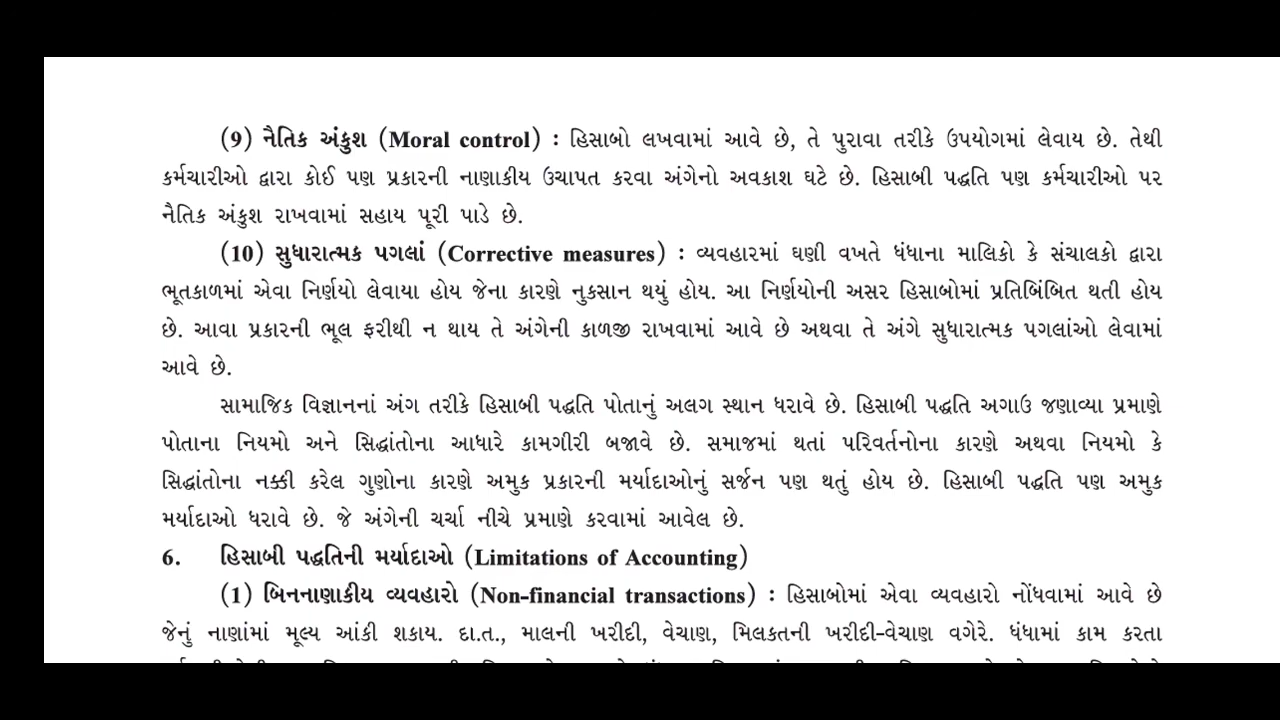 (9) નૈતિક અંકુશ (Moral control) : હિસાબો લખવામાં આવે છે, તે પુરાવા તરીકે ઉપયોગમાં લેવાય છે. તેથી
કર્મચારીઓ દ્વારા કોઈ પણ પ્રકારની નાણાકીય ઉચાપત કરવા અંગેનો અવકાશ ઘટે છે. હિસાબી પદ્ધતિ પણ કર્મચારીઓ પર
નૈતિક અંકુશ રાખવામાં સહાય પૂરી પાડે છે.
(10) સુધારાત્મક પગલાં (Corrective measures) : વ્યવહારમાં ઘણી વખતે ધંધાના માલિકો કે સંચાલકો દ્વારા
ભૂતકાળમાં એવા નિર્ણયો લેવાયા હોય જેના કારણે નુકસાન થયું હોય. આ નિર્ણયોની અસર હિસાબોમાં પ્રતિબિંબિત થતી હોય
છે. આવા પ્રકારની ભૂલ ફરીથી ન થાય તે અંગેની કાળજી રાખવામાં આવે છે અથવા તે અંગે સુધારાત્મક પગલાંઓ લેવામાં
આવે છે.
સામાજિક વિજ્ઞાનનાં અંગ તરીકે હિસાબી પદ્ધતિ પોતાનું અલગ સ્થાન ધરાવે છે. હિસાબી પદ્ધતિ અગાઉ જણાવ્યા પ્રમાણે
પોતાના નિયમો અને સિદ્ધાંતોના આધારે કામગીરી બજાવે છે. સમાજમાં થતાં પરિવર્તનોના કારણે અથવા નિયમો કે
સિદ્ધાંતોના નક્કી કરેલ ગુણોના કારણે અમુક પ્રકારની મર્યાદાઓનું સર્જન પણ થતું હોય છે. હિસાબી પદ્ધતિ પણ અમુક
મર્યાદાઓ ધરાવે છે. જે અંગેની ચર્ચા નીચે પ્રમાણે કરવામાં આવેલ છે.
6. હિસાબી પદ્ધતિની મર્યાદાઓ (Limitations of Accounting)
(1) બિનનાણાકીય વ્યવહારો (Non-financial transactions) : હિસાબોમાં એવા વ્યવહારો નોંધવામાં આવે છે
જેનું નાણાંમાં મૂલ્ય આંકી શકાય. દા.ત., માલની ખરીદી, વેચાણ, મિલકતની ખરીદી-વેચાણ વગેરે. ધંધામાં કામ કરતા